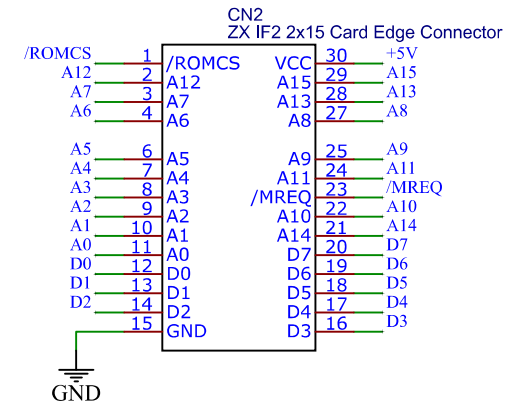 CN2
ZX IF2 2x15 Card Edge Connector
/ROMCS 1 /ROMCS VCC 30 +5V
A12 2 A12 A15 29 A15
A7 3 A7 A13 28 A13
A6 4 A6 A8 27 A8
A5 6 A5 A9 25 A9
A4 7 A4 A11 24 A11
A3 8 A3 /MREQ 23 /MREQ
A2 9 A2 A10 22 A10
A1 10 A1 A14 21 A14
A0 11 A0 D7 20 D7
D0 12 D0 D6 19 D6
D1 13 D1 D5 18 D5
D2 14 D2 D4 17 D4
15 GND D3 16 D3
GND